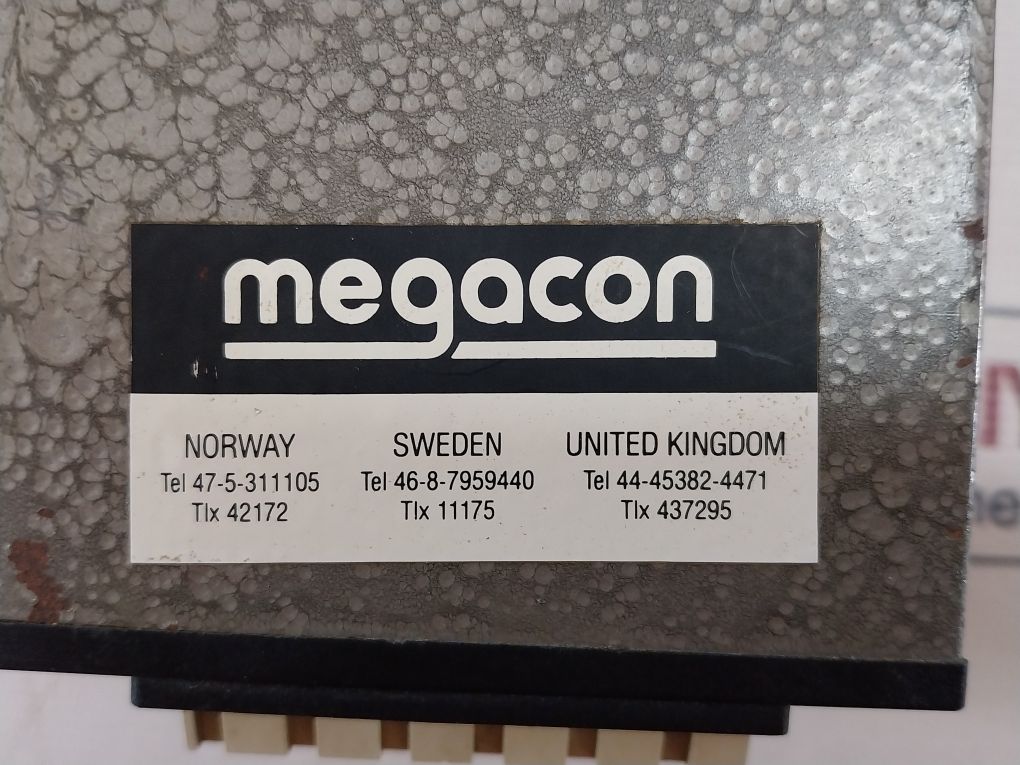 megacon
NORWAY SWEDEN UNITED KINGDOM
Tel 47-5-311105 Tel 46-8-7959440 Tel 44-45382-4471
Tlx 42172 Tlx 11175 Tlx 437295